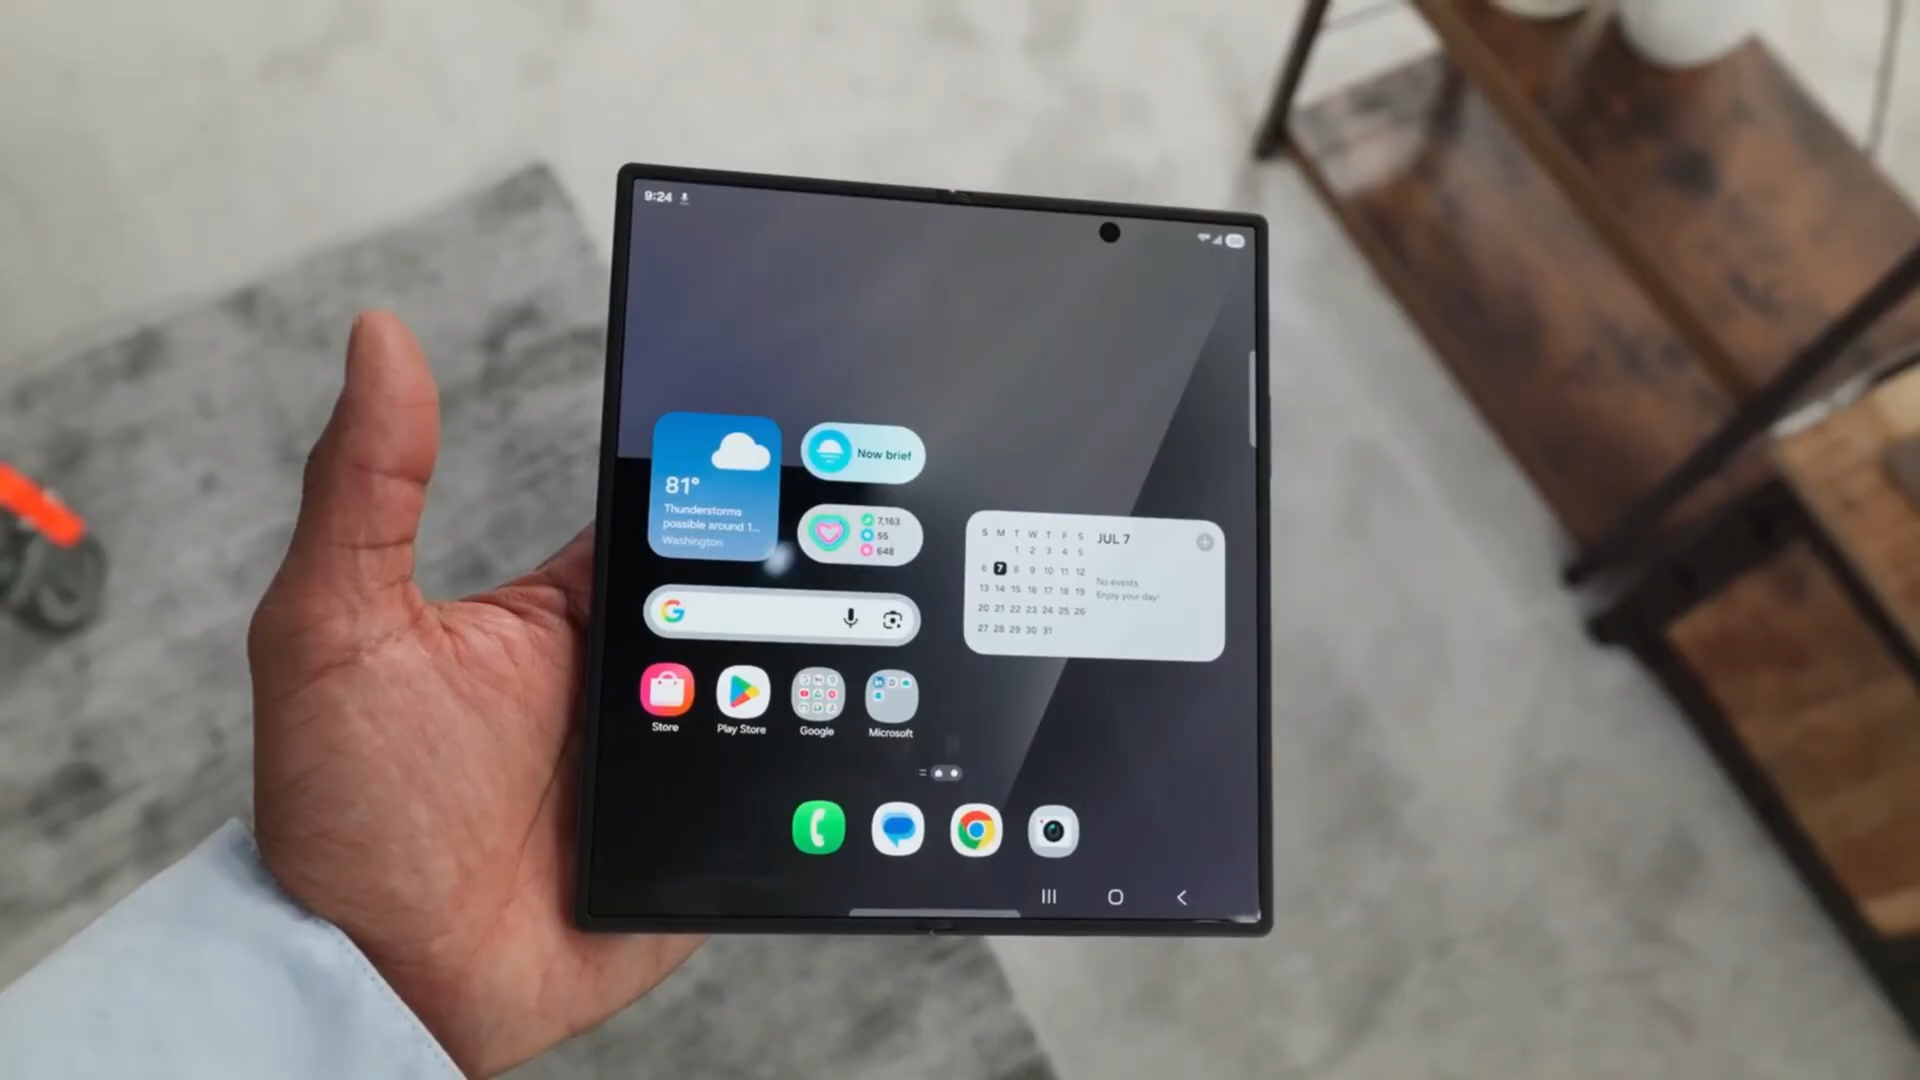 9:24
81°
Thunderstorms
possible around 1...
Washington
Now brief
7,163
55
648
S M T W T F S
1 2 3 4 5
6 7 8 9 10 11 12
13 14 15 16 17 18 19
20 21 22 23 24 25 26
27 28 29 30 31
JUL 7
No events
Enjoy your day!
Store
Play Store
Google
Microsoft